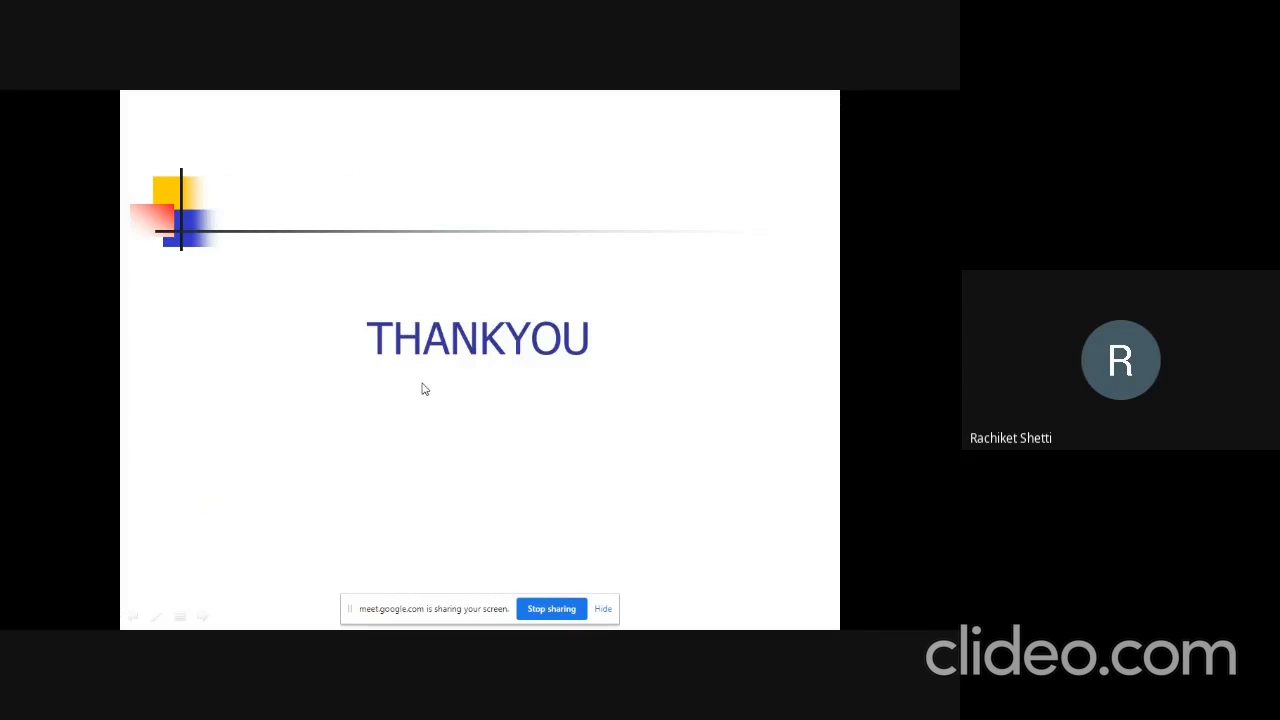 THANKYOU
R
Rachiket Shetti
meet.google.com is sharing your screen.
Stop sharing
Hide
clideo.com